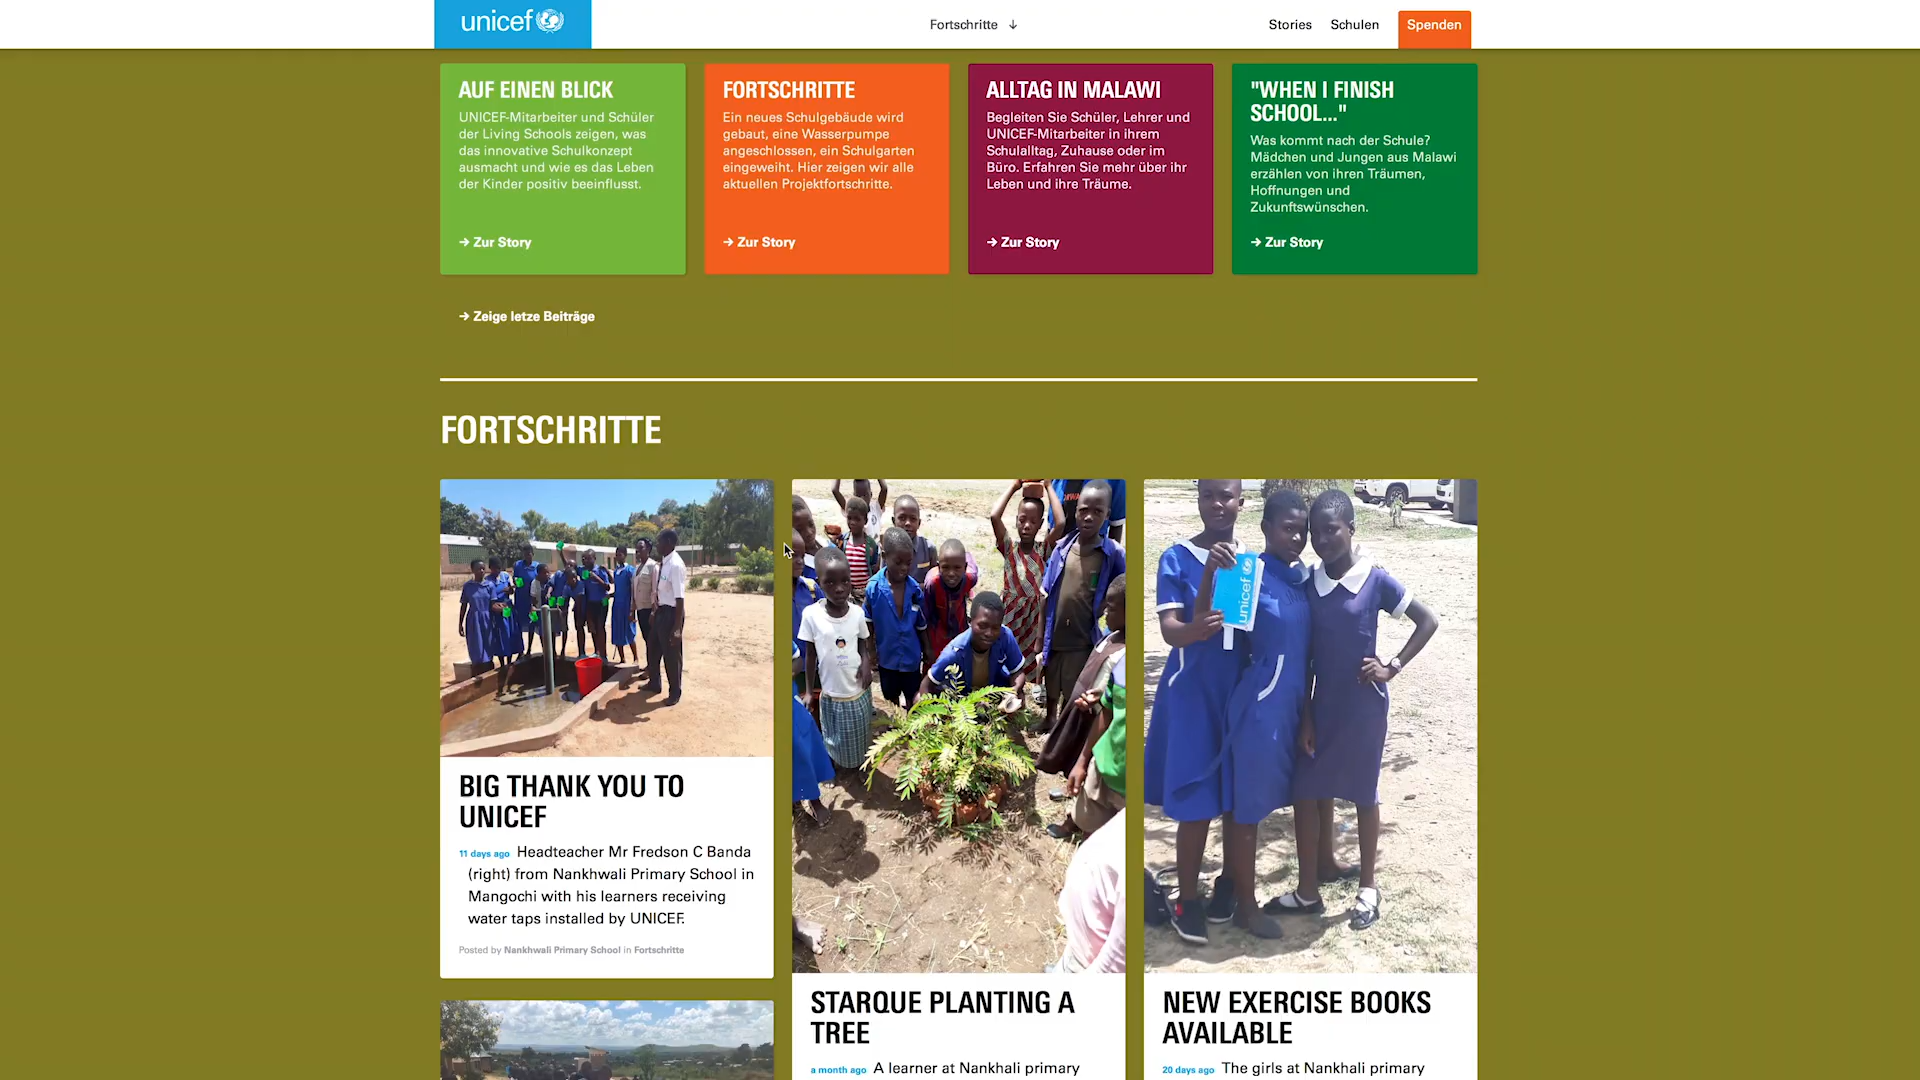 unicef
Fortschritte ↓
Stories
Schulen
Spenden
AUF EINEN BLICK
UNICEF-Mitarbeiter und Schüler
der Living Schools zeigen, was
das innovative Schulkonzept
ausmacht und wie es das Leben
der Kinder positiv beeinflusst.
→ Zur Story
FORTSCHRITTE
Ein neues Schulgebäude wird
gebaut, eine Wasserpumpe
angeschlossen, ein Schulgarten
eingeweiht. Hier zeigen wir alle
aktuellen Projektfortschritte.
→ Zur Story
ALLTAG IN MALAWI
Begleiten Sie Schüler, Lehrer und
UNICEF-Mitarbeiter in ihrem
Schulalltag, Zuhause oder im
Büro. Erfahren Sie mehr über ihr
Leben und ihre Träume.
→ Zur Story
"WHEN I FINISH
SCHOOL..."
Was kommt nach der Schule?
Mädchen und Jungen aus Malawi
erzählen von ihren Träumen,
Hoffnungen und
Zukunftswünschen.
→ Zur Story
→ Zeige letze Beiträge
FORTSCHRITTE
BIG THANK YOU TO
UNICEF
11 days ago Headteacher Mr Fredson C Banda
(right) from Nankhwali Primary School in
Mangochi with his learners receiving
water taps installed by UNICEF.
Posted by Nankhwali Primary School in Fortschritte
STARQUE PLANTING A
TREE
a month ago A learner at Nankhali primary
unicef
NEW EXERCISE BOOKS
AVAILABLE
20 days ago The girls at Nankhali primary